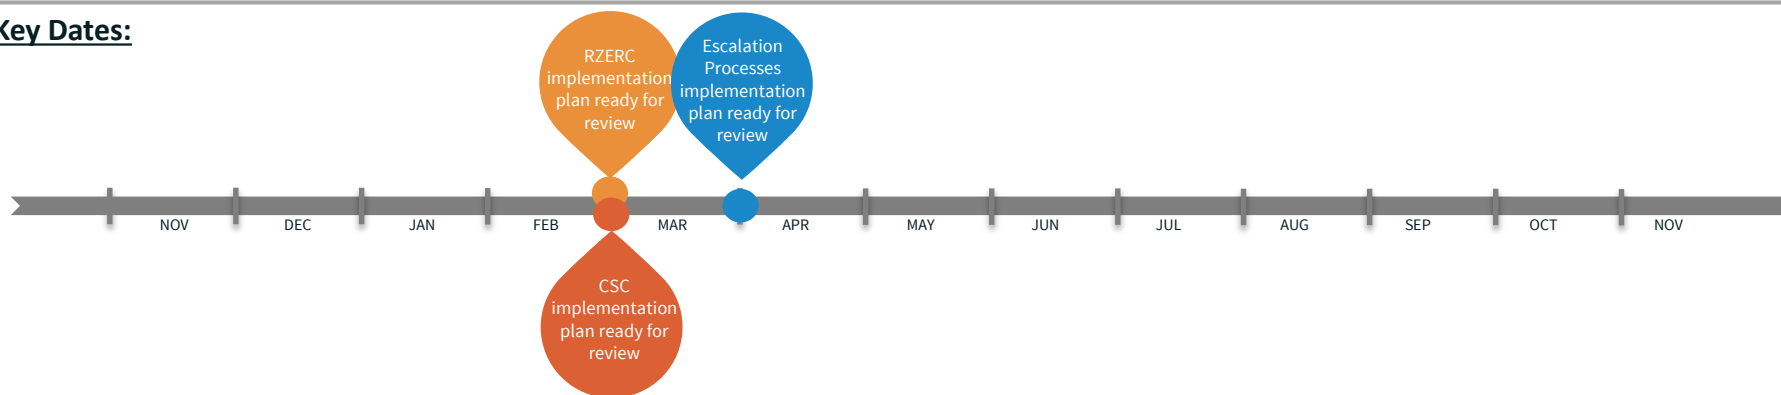 Key Dates:
RZERC
implementation
plan ready for
review
Escalation
Processes
implementation
plan ready for
review
NOV DEC JAN FEB MAR APR MAY JUN JUL AUG SEP OCT NOV
CSC
implementation
plan ready for
review